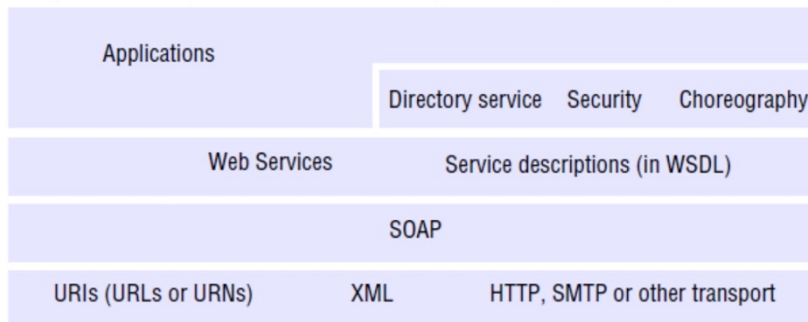 Applications
Directory service Security Choreography
Web Services Service descriptions (in WSDL)
SOAP
URIs (URLs or URNs) XML HTTP, SMTP or other transport